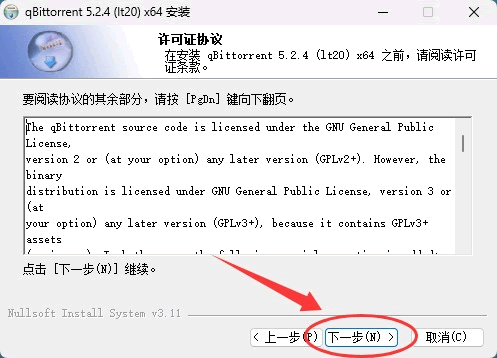 qBittorrent 5.2.4 (lt20) x64 安装
许可证协议
在安装 qBittorrent 5.2.4 (lt20) x64 之前，请阅读许可
证条款。
要阅读协议的其余部分，请按 [PgDn] 键向下翻页。
The qBittorrent source code is licensed under the GNU General Public
License,
version 2 or (at your option) any later version (GPLv2+). However, the
binary
distribution is licensed under GNU General Public License, version 3 or
(at
your option) any later version (GPLv3+), because it contains GPLv3+
assets
点击 [下一步(N)] 继续。
Nullsoft Install System v3.11
< 上一步(P)
下一步(N) >
取消(C)